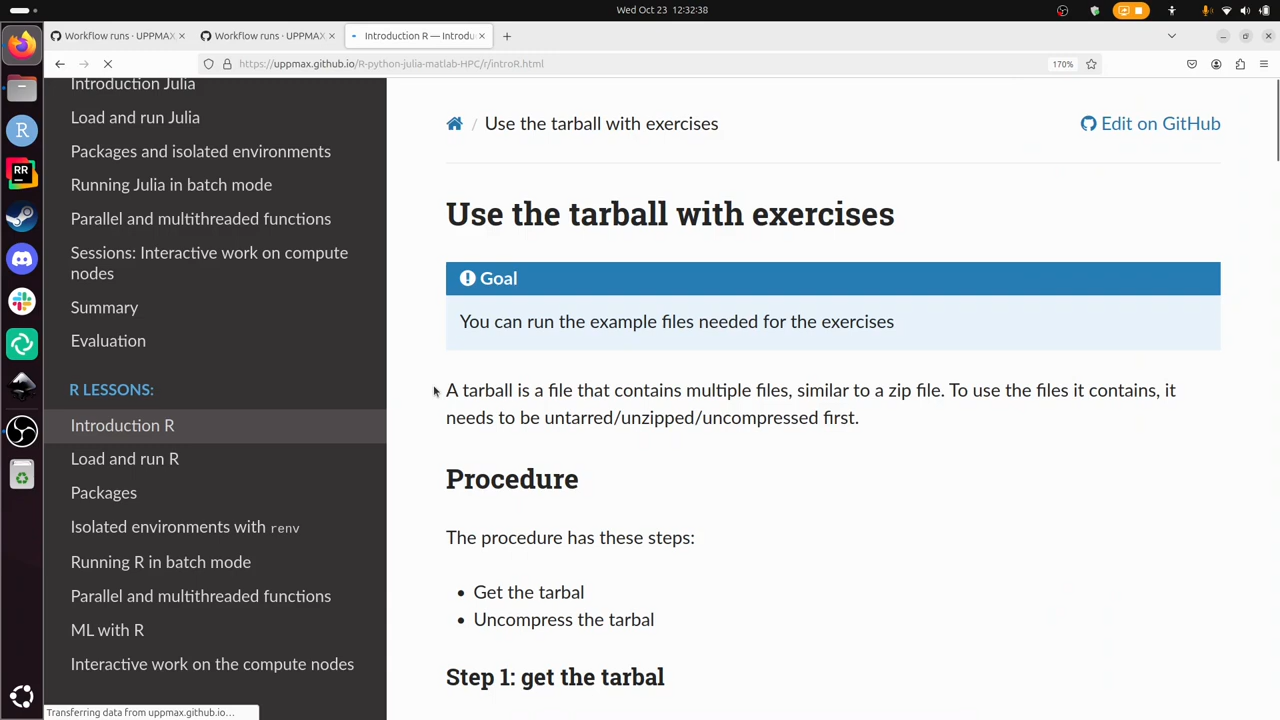 Wed Oct 23 12:32:38
Workflow runs · UPPMAX
Workflow runs · UPPMAX
Introduction R — Introdu
https://uppmax.github.io/R-python-julia-matlab-HPC/r/introR.html
170%
Introduction Julia
Load and run Julia
Packages and isolated environments
Running Julia in batch mode
Parallel and multithreaded functions
Sessions: Interactive work on compute
nodes
Summary
Evaluation
R LESSONS:
Introduction R
Load and run R
Packages
Isolated environments with renv
Running R in batch mode
Parallel and multithreaded functions
ML with R
Interactive work on the compute nodes
Transferring data from uppmax.github.io…
/ Use the tarball with exercises
Edit on GitHub
Use the tarball with exercises
Goal
You can run the example files needed for the exercises
A tarball is a file that contains multiple files, similar to a zip file. To use the files it contains, it
needs to be untarred/unzipped/uncompressed first.
Procedure
The procedure has these steps:
• Get the tarbal
• Uncompress the tarbal
Step 1: get the tarbal
R
RR